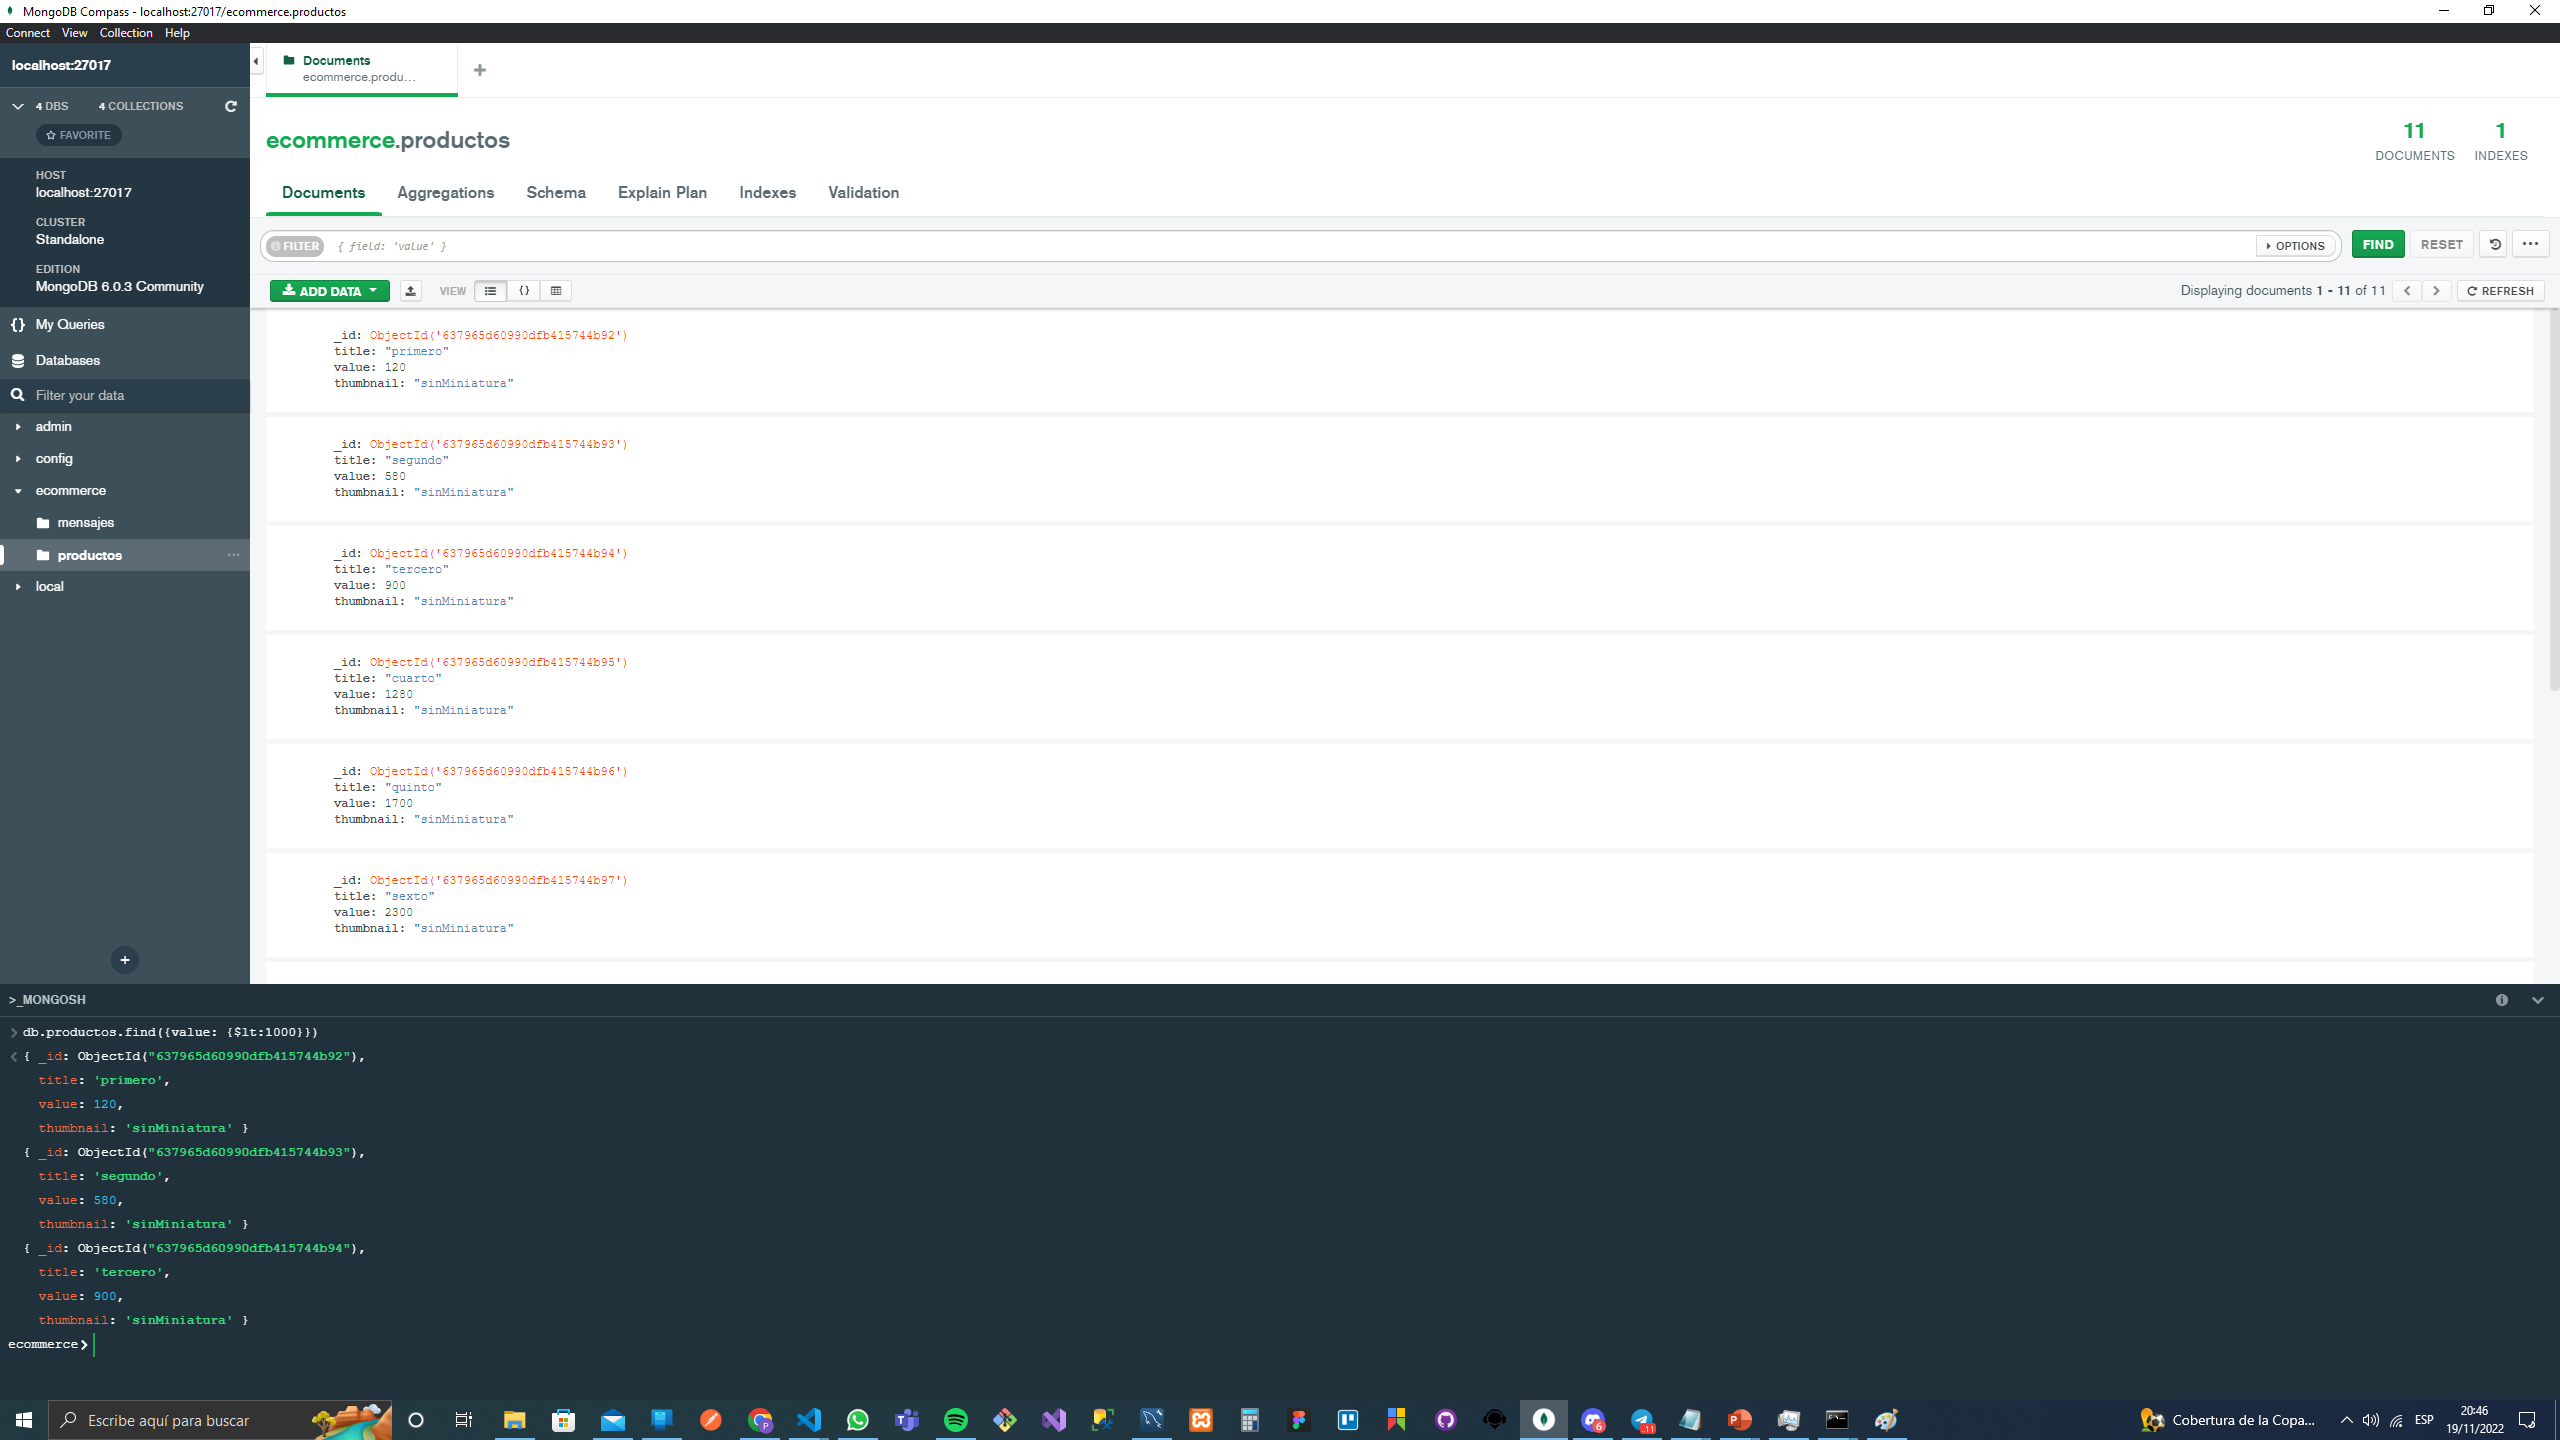 MongoDB Compass - localhost:27017/ecommerce.productos
Connect View Collection Help
localhost:27017
4 DBS 4 COLLECTIONS
FAVORITE
HOST
localhost:27017
CLUSTER
Standalone
EDITION
MongoDB 6.0.3 Community
{} My Queries
Databases
Filter your data
admin
config
ecommerce
mensajes
productos
local
Documents
ecommerce.produ...
ecommerce.productos
11
DOCUMENTS
1
INDEXES
Documents Aggregations Schema Explain Plan Indexes Validation
FILTER { field: 'value' } OPTIONS FIND RESET
ADD DATA VIEW {} Displaying documents 1 - 11 of 11 REFRESH
_id: ObjectId('637965d60990dfb415744b92')
title: "primero"
value: 120
thumbnail: "sinMiniatura"
_id: ObjectId('637965d60990dfb415744b93')
title: "segundo"
value: 580
thumbnail: "sinMiniatura"
_id: ObjectId('637965d60990dfb415744b94')
title: "tercero"
value: 900
thumbnail: "sinMiniatura"
_id: ObjectId('637965d60990dfb415744b95')
title: "cuarto"
value: 1280
thumbnail: "sinMiniatura"
_id: ObjectId('637965d60990dfb415744b96')
title: "quinto"
value: 1700
thumbnail: "sinMiniatura"
_id: ObjectId('637965d60990dfb415744b97')
title: "sexto"
value: 2300
thumbnail: "sinMiniatura"
>_MONGOSH
> db.productos.find({value: {$lt:1000}})
< { _id: ObjectId("637965d60990dfb415744b92"),
title: 'primero',
value: 120,
thumbnail: 'sinMiniatura' }
{ _id: ObjectId("637965d60990dfb415744b93"),
title: 'segundo',
value: 580,
thumbnail: 'sinMiniatura' }
{ _id: ObjectId("637965d60990dfb415744b94"),
title: 'tercero',
value: 900,
thumbnail: 'sinMiniatura' }
ecommerce>
Escribe aquí para buscar
6
11
Cobertura de la Copa...
ESP
20:46
19/11/2022